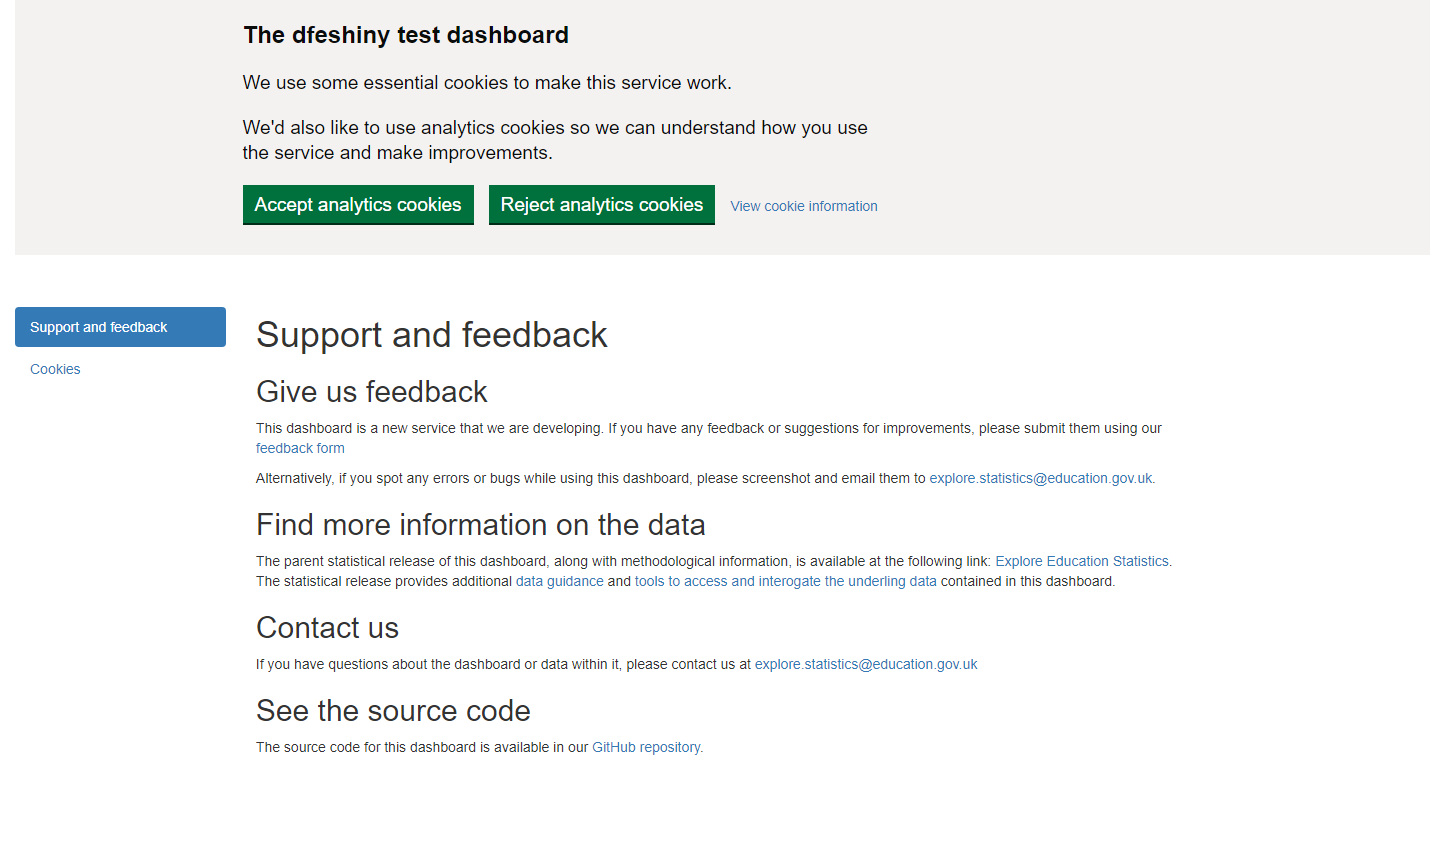 The dfeshiny test dashboard
We use some essential cookies to make this service work.
We'd also like to use analytics cookies so we can understand how you use
the service and make improvements.
Accept analytics cookies Reject analytics cookies View cookie information
Support and feedback
Cookies
Support and feedback
Give us feedback
This dashboard is a new service that we are developing. If you have any feedback or suggestions for improvements, please submit them using our
feedback form
Alternatively, if you spot any errors or bugs while using this dashboard, please screenshot and email them to explore.statistics@education.gov.uk.
Find more information on the data
The parent statistical release of this dashboard, along with methodological information, is available at the following link: Explore Education Statistics.
The statistical release provides additional data guidance and tools to access and interogate the underling data contained in this dashboard.
Contact us
If you have questions about the dashboard or data within it, please contact us at explore.statistics@education.gov.uk
See the source code
The source code for this dashboard is available in our GitHub repository.